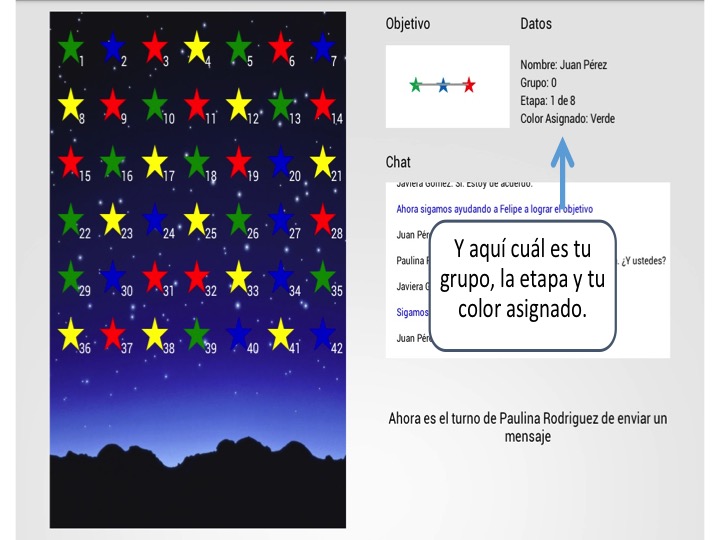 1 2 3 4 5 6 7
8 9 10 11 12 13 14
15 16 17 18 19 20 21
22 23 24 25 26 27 28
29 30 31 32 33 34 35
36 37 38 39 40 41 42
Objetivo
Datos
Nombre: Juan Pérez
Grupo: 0
Etapa: 1 de 8
Color Asignado: Verde
Chat
Javiera Gómez: Sí. Estoy de acuerdo.
Ahora sigamos ayudando a Felipe a lograr el objetivo
Juan
Paulina ¿Y ustedes?
Javiera
Sigamos
Juan
Y aquí cuál es tu
grupo, la etapa y tu
color asignado.
Ahora es el turno de Paulina Rodriguez de enviar un
mensaje